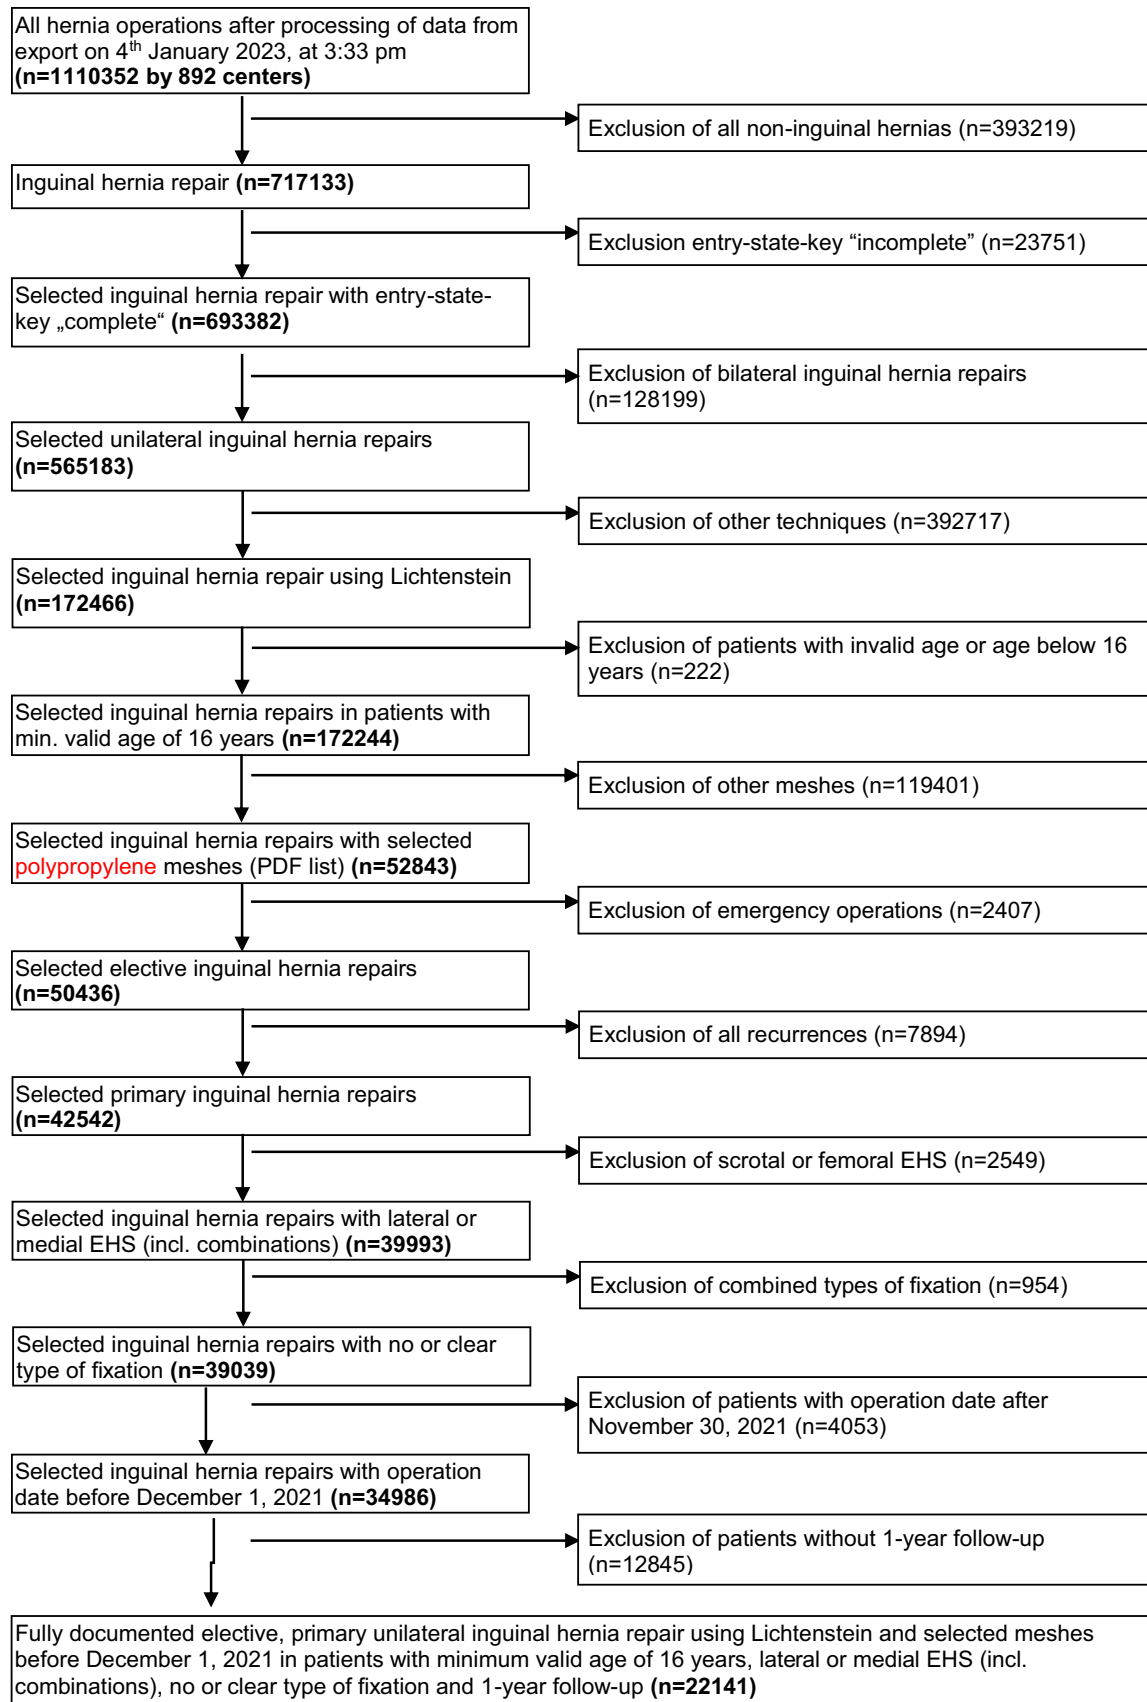 All hernia operations after processing of data from
export on 4th January 2023, at 3:33 pm
(n=1110352 by 892 centers)
Exclusion of all non-inguinal hernias (n=393219)
Inguinal hernia repair (n=717133)
Exclusion entry-state-key “incomplete” (n=23751)
Selected inguinal hernia repair with entry-state-
key „complete“ (n=693382)
Exclusion of bilateral inguinal hernia repairs
(n=128199)
Selected unilateral inguinal hernia repairs
(n=565183)
Exclusion of other techniques (n=392717)
Selected inguinal hernia repair using Lichtenstein
(n=172466)
Exclusion of patients with invalid age or age below 16
years (n=222)
Selected inguinal hernia repairs in patients with
min. valid age of 16 years (n=172244)
Exclusion of other meshes (n=119401)
Selected inguinal hernia repairs with selected
polypropylene meshes (PDF list) (n=52843)
Exclusion of emergency operations (n=2407)
Selected elective inguinal hernia repairs
(n=50436)
Exclusion of all recurrences (n=7894)
Selected primary inguinal hernia repairs
(n=42542)
Exclusion of scrotal or femoral EHS (n=2549)
Selected inguinal hernia repairs with lateral or
medial EHS (incl. combinations) (n=39993)
Exclusion of combined types of fixation (n=954)
Selected inguinal hernia repairs with no or clear
type of fixation (n=39039)
Exclusion of patients with operation date after
November 30, 2021 (n=4053)
Selected inguinal hernia repairs with operation
date before December 1, 2021 (n=34986)
Exclusion of patients without 1-year follow-up
(n=12845)
Fully documented elective, primary unilateral inguinal hernia repair using Lichtenstein and selected meshes
before December 1, 2021 in patients with minimum valid age of 16 years, lateral or medial EHS (incl.
combinations), no or clear type of fixation and 1-year follow-up (n=22141)